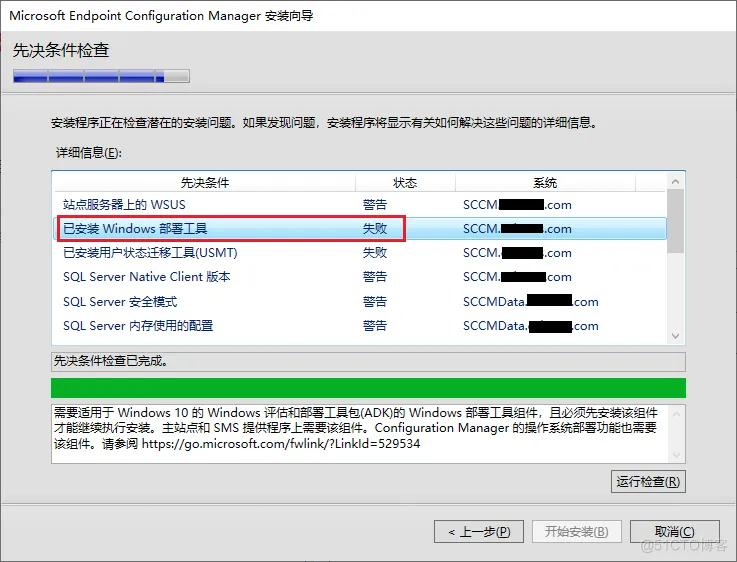 Microsoft Endpoint Configuration Manager 安装向导
先决条件检查
安装程序正在检查潜在的安装问题。如果发现问题，安装程序将显示有关如何解决这些问题的详细信息。
详细信息(E):
先决条件 状态 系统
站点服务器上的 WSUS 警告 SCCM. .com
已安装 Windows 部署工具 失败 SCCM. .com
已安装用户状态迁移工具(USMT) 失败 SCCM. .com
SQL Server Native Client 版本 警告 SCCM. .com
SQL Server 安全模式 警告 SCCMData. .com
SQL Server 内存使用的配置 警告 SCCMData. .com
先决条件检查已完成。
需要适用于 Windows 10 的 Windows 评估和部署工具包(ADK)的 Windows 部署工具组件，且必须先安装该组件
才能继续执行安装。主站点和 SMS 提供程序上需要该组件。Configuration Manager 的操作系统部署功能也需要
该组件。请参阅 https://go.microsoft.com/fwlink/?LinkId=529534
运行检查(R)
< 上一步(P) 开始安装(B) 取消(C)
@51CTO博客